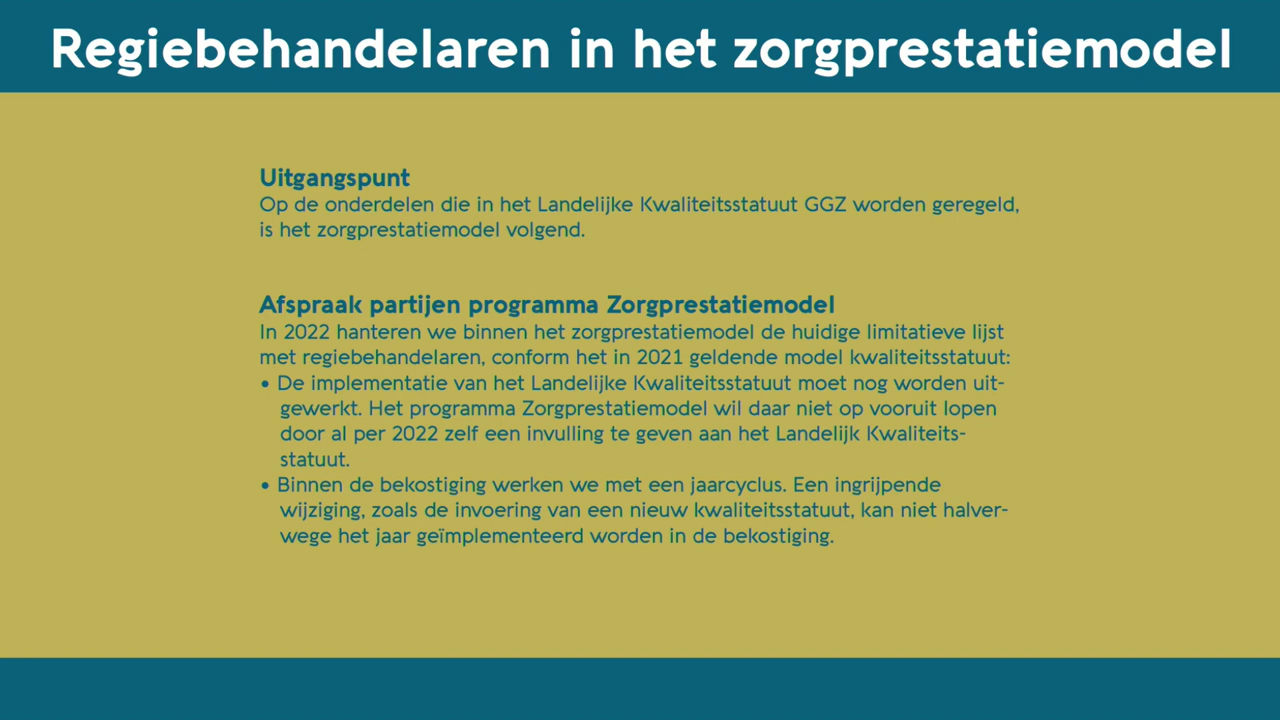 Regiebehandelaren in het zorgprestatiemodel
Uitgangspunt
Op de onderdelen die in het Landelijke Kwaliteitsstatuut GGZ worden geregeld,
is het zorgprestatiemodel volgend.
Afspraak partijen programma Zorgprestatiemodel
In 2022 hanteren we binnen het zorgprestatiemodel de huidige limitatieve lijst
met regiebehandelaren, conform het in 2021 geldende model kwaliteitsstatuut:
• De implementatie van het Landelijke Kwaliteitsstatuut moet nog worden uit-
gewerkt. Het programma Zorgprestatiemodel wil daar niet op vooruit lopen
door al per 2022 zelf een invulling te geven aan het Landelijk Kwaliteits-
statuut.
• Binnen de bekostiging werken we met een jaarcyclus. Een ingrijpende
wijziging, zoals de invoering van een nieuw kwaliteitsstatuut, kan niet halver-
wege het jaar geïmplementeerd worden in de bekostiging.